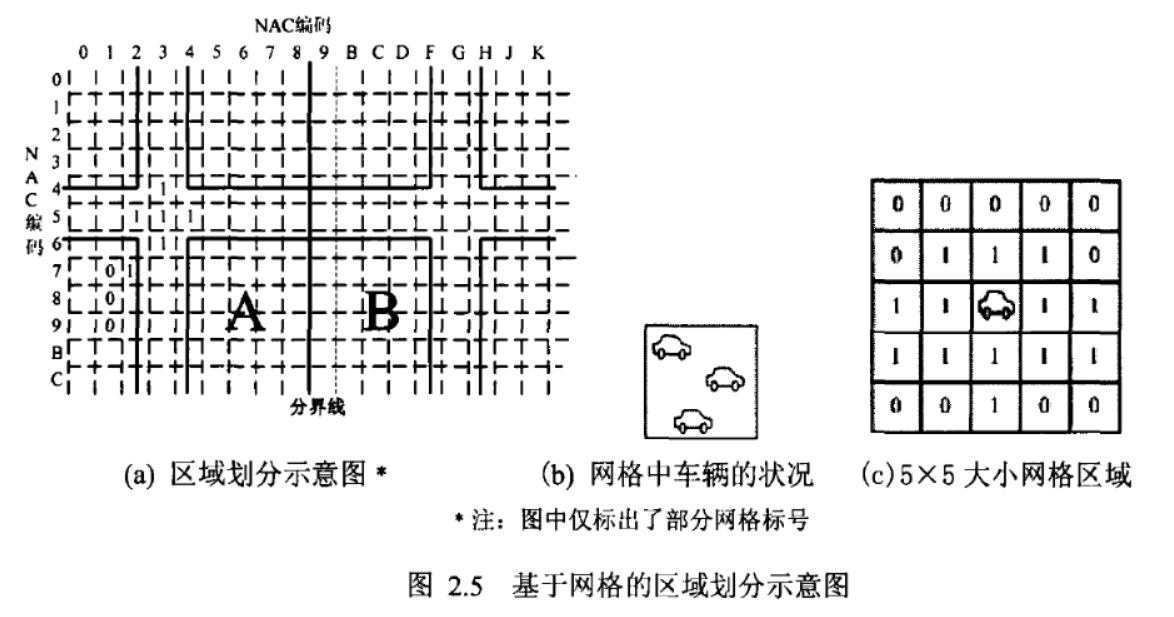 NAC编码
0 1 2 3 4 5 6 7 8 9 B C D F G H J K
NAC编码
0
1
2
3
4 1
5 1 1 1
6 1
7 0 1
8 0
9 0
B
C
A B
分界线
0 0 0 0 0
0 1 1 1 0
1 1 1 1
1 1 1 1 1
0 0 1 0 0
(a) 区域划分示意图*
(b) 网格中车辆的状况
(c)5×5大小网格区域
*注：图中仅标出了部分网格标号
图 2.5 基于网格的区域划分示意图